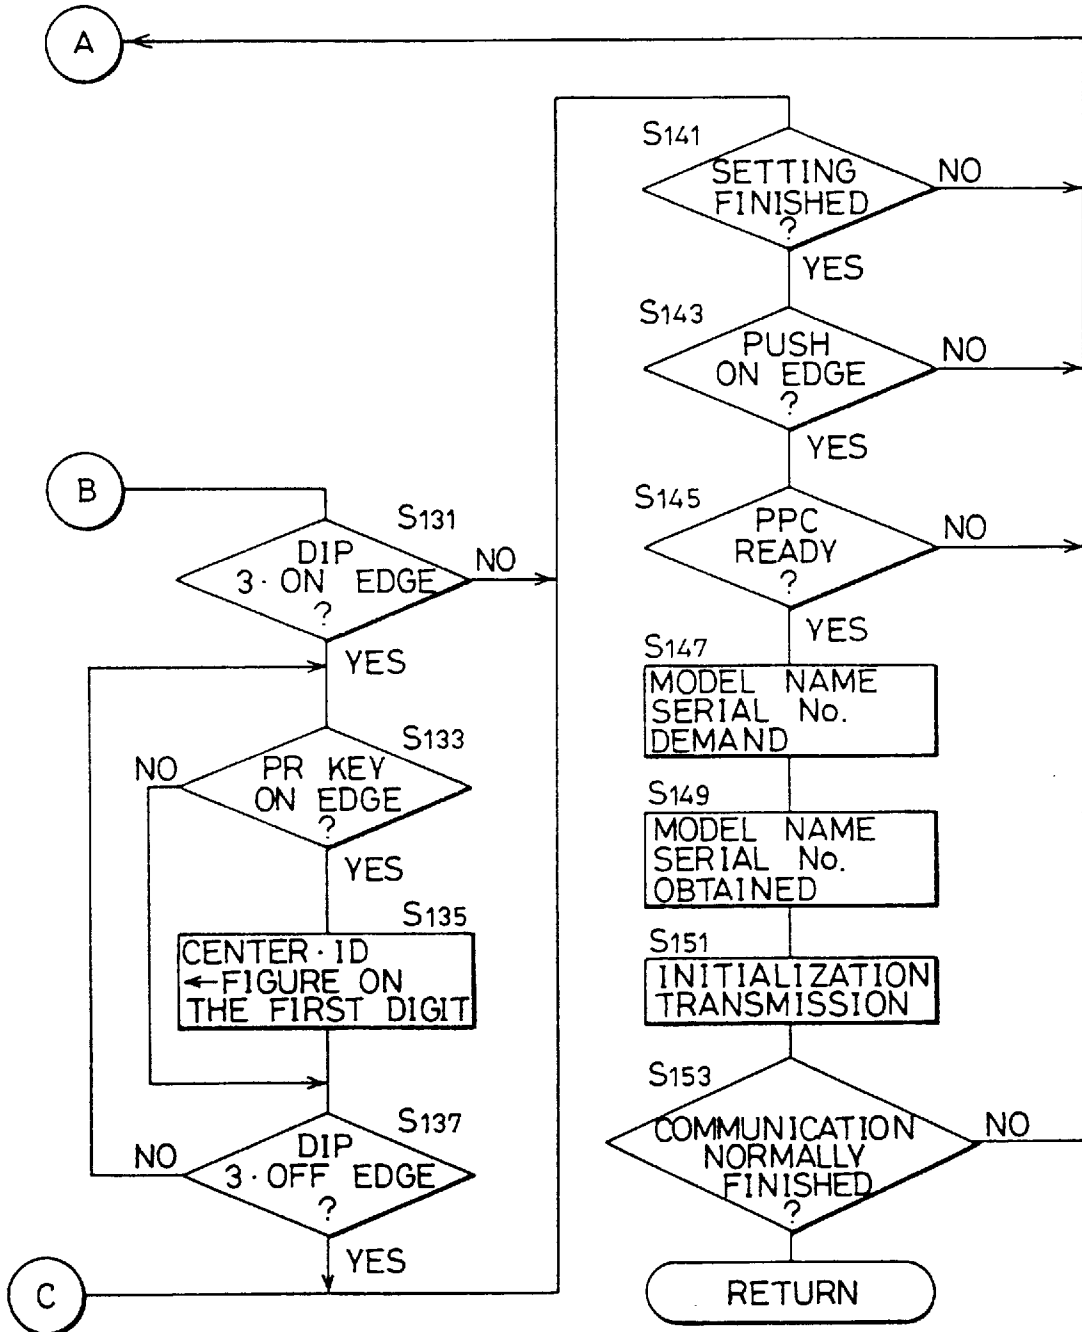 A
B
S131
DIP
3·ON EDGE
?
NO
YES
S133
PR KEY
ON EDGE
?
NO
YES
S135
CENTER·ID
←FIGURE ON
THE FIRST DIGIT
S137
DIP
3·OFF EDGE
?
NO
YES
C
S141
SETTING
FINISHED
?
NO
YES
S143
PUSH
ON EDGE
?
NO
YES
S145
PPC
READY
?
NO
YES
S147
MODEL NAME
SERIAL No.
DEMAND
S149
MODEL NAME
SERIAL No.
OBTAINED
S151
INITIALIZATION
TRANSMISSION
S153
COMMUNICATION
NORMALLY
FINISHED
?
NO
RETURN